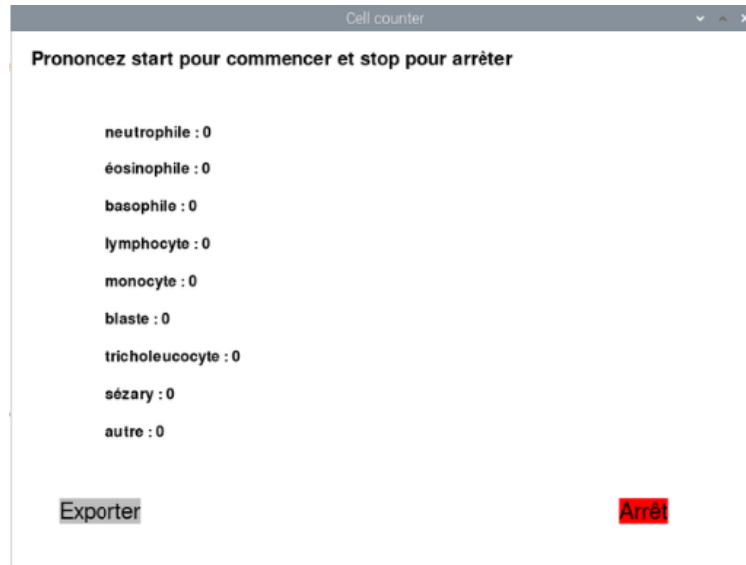 Cell counter
Prononcez start pour commencer et stop pour arrèter
neutrophile : 0
éosinophile : 0
basophile : 0
lymphocyte : 0
monocyte : 0
blaste : 0
tricholeucocyte : 0
sézary : 0
autre : 0
Exporter Arrêt